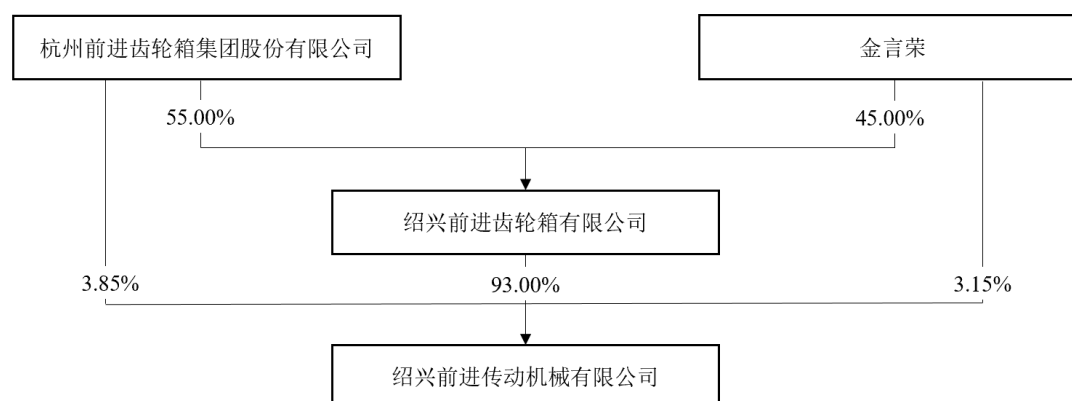 杭州前进齿轮箱集团股份有限公司
金言荣
55.00%
45.00%
绍兴前进齿轮箱有限公司
3.85%
93.00%
3.15%
绍兴前进传动机械有限公司